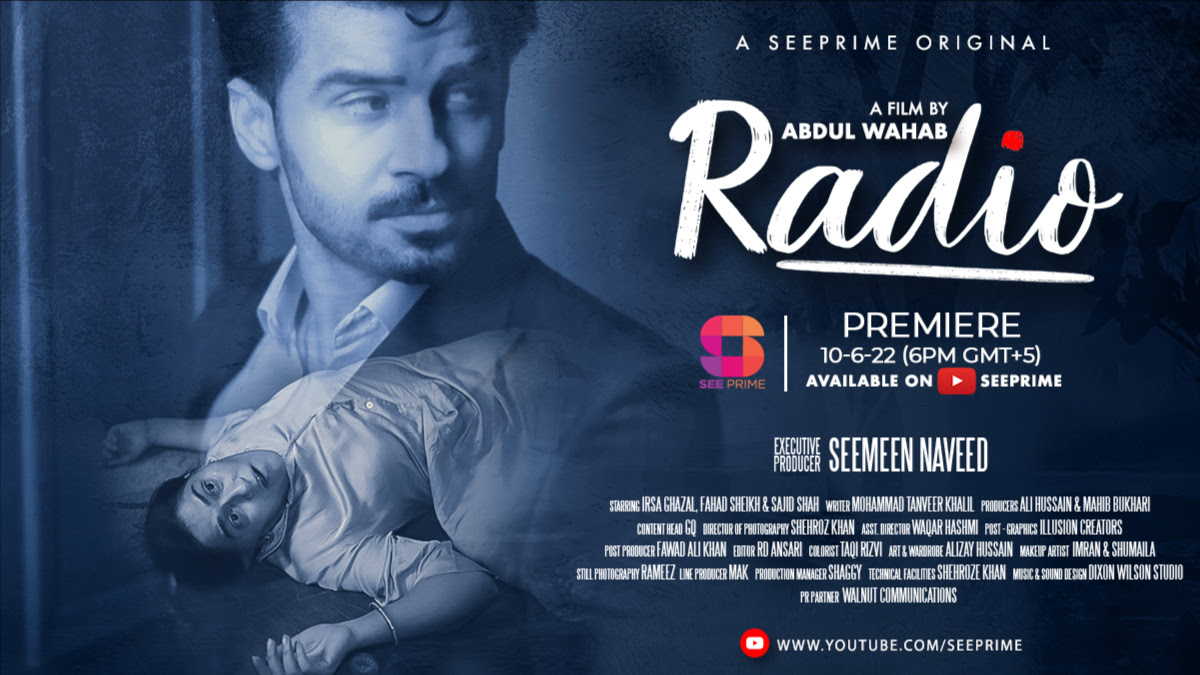 A SEEPRIME ORIGINAL
A FILM BY
ABDUL WAHAB
Radio
SEE PRIME
PREMIERE
10-6-22 (6PM GMT+5)
AVAILABLE ON SEEPRIME
EXECUTIVE PRODUCER SEEMEEN NAVEED
STARRING IRSA GHAZAL, FAHAD SHEIKH & SAJID SHAH WRITER MOHAMMAD TANVEER KHALIL PRODUCERS ALI HUSSAIN & MAHIB BUKHARI
CONTENT HEAD GQ DIRECTOR OF PHOTOGRAPHY SHEHROZ KHAN ASST. DIRECTOR WAQAR HASHMI POST - GRAPHICS ILLUSION CREATORS
POST PRODUCER FAWAD ALI KHAN EDITOR RD ANSARI COLORIST TAQI RIZVI ART & WARDROBE ALIZAY HUSSAIN MAKEUP ARTIST IMRAN & SHUMAILA
STILL PHOTOGRAPHY RAMEEZ LINE PRODUCER MAK PRODUCTION MANAGER SHAGGY TECHNICAL FACILITIES SHEHROZE KHAN MUSIC & SOUND DESIGN DIXON WILSON STUDIO
PR PARTNER WALNUT COMMUNICATIONS
WWW.YOUTUBE.COM/SEEPRIME